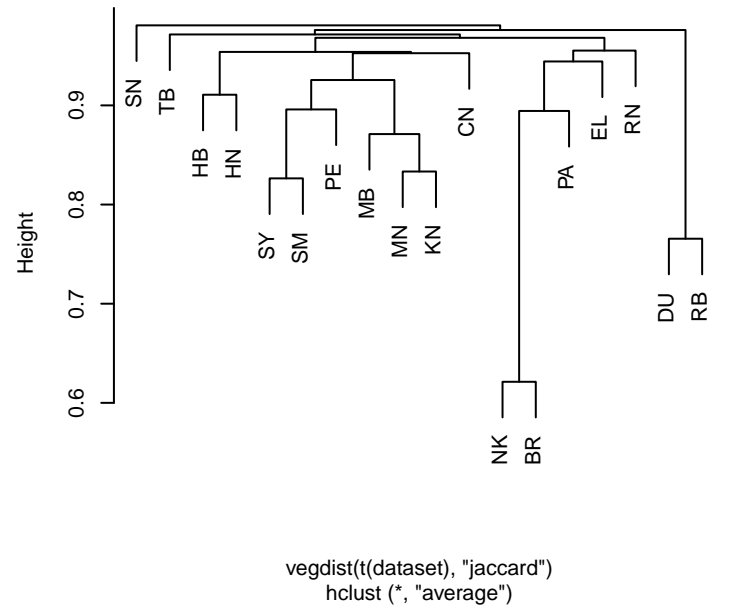 Height
0.9
0.8
0.7
0.6
SN
TB
HB
HN
SY
SM
PE
MB
MN
KN
CN
NK
BR
PA
EL
RN
DU
RB
vegdist(t(dataset), "jaccard")
hclust (*, "average")